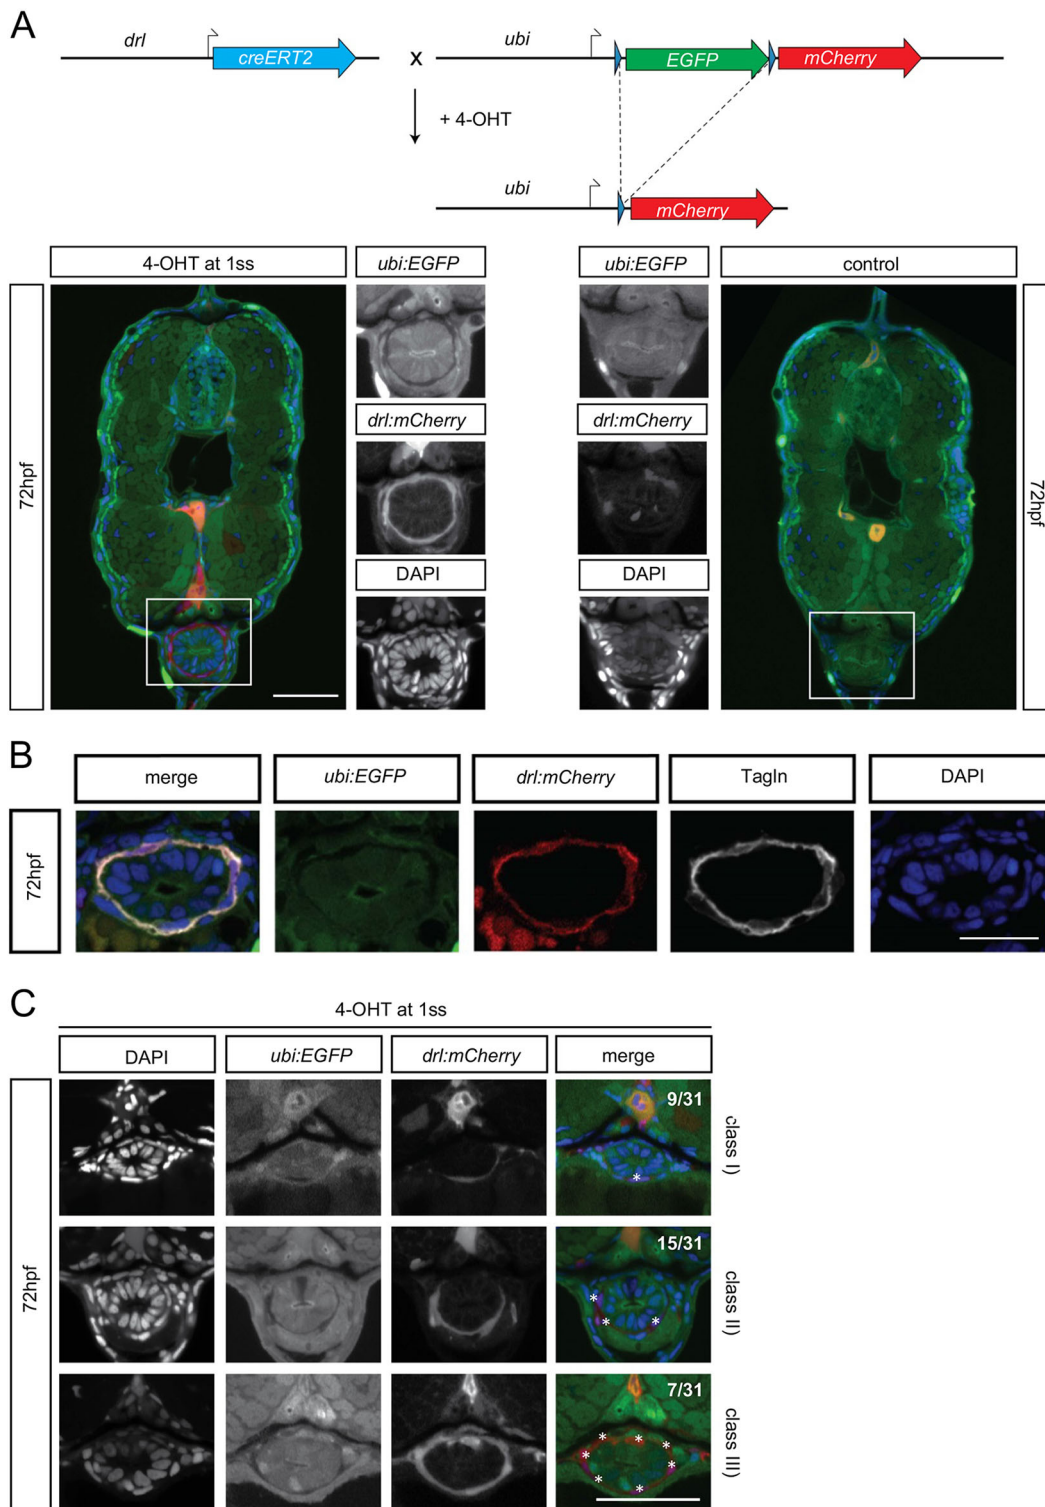 A
drl
creERT2
x
ubi
EGFP
mCherry
+ 4-OHT
ubi
mCherry
4-OHT at 1ss
ubi:EGFP
ubi:EGFP
control
72hpf
drl:mCherry
drl:mCherry
72hpf
DAPI
DAPI
B
merge
ubi:EGFP
drl:mCherry
Tagln
DAPI
72hpf
C
4-OHT at 1ss
DAPI
ubi:EGFP
drl:mCherry
merge
72hpf
9/31
class I)
15/31
class II)
7/31
class III)